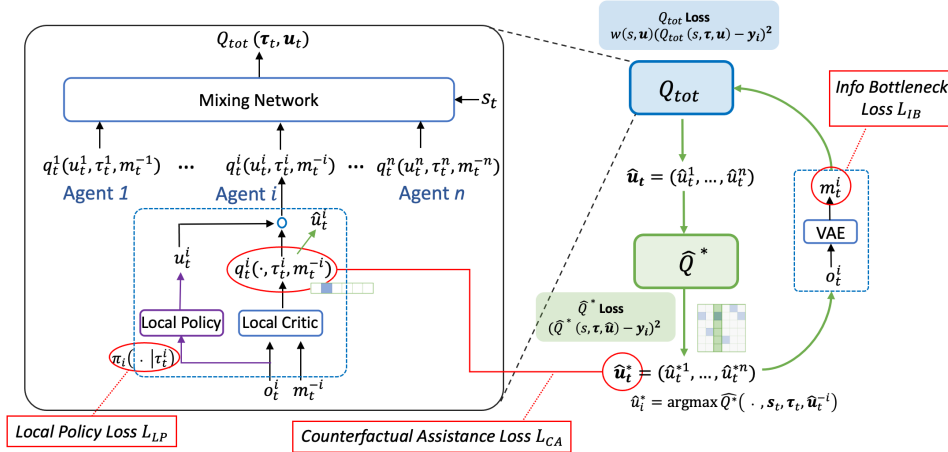 Q_tot (τ_t, u_t)
Mixing Network
s_t
q_t^1(u_t^1, τ_t^1, m_t^{-1}) ··· q_t^i(u_t^i, τ_t^i, m_t^{-i}) ··· q_t^n(u_t^n, τ_t^n, m_t^{-n})
Agent 1 Agent i Agent n
û_t^i
u_t^i
q_t^i(·, τ_t^i, m_t^{-i})
Local Policy Local Critic
π_i( · |τ_t^i)
o_t^i m_t^{-i}
Local Policy Loss L_LP
Counterfactual Assistance Loss L_CA
Q_tot Loss
w(s, u)(Q_tot (s, τ, u) − y_i)^2
Q_tot
û_t = (û_t^1, ..., û_t^n)
Q̂ *
Q̂ * Loss
(Q̂ * (s, τ, û) − y_i)^2
û_t^* = (û_t^{*1}, ..., û_t^{*n})
û_i^* = argmax Q̂*( · , s_t, τ_t, û_t^{-i})
Info Bottleneck
Loss L_IB
m_t^i
VAE
o_t^i